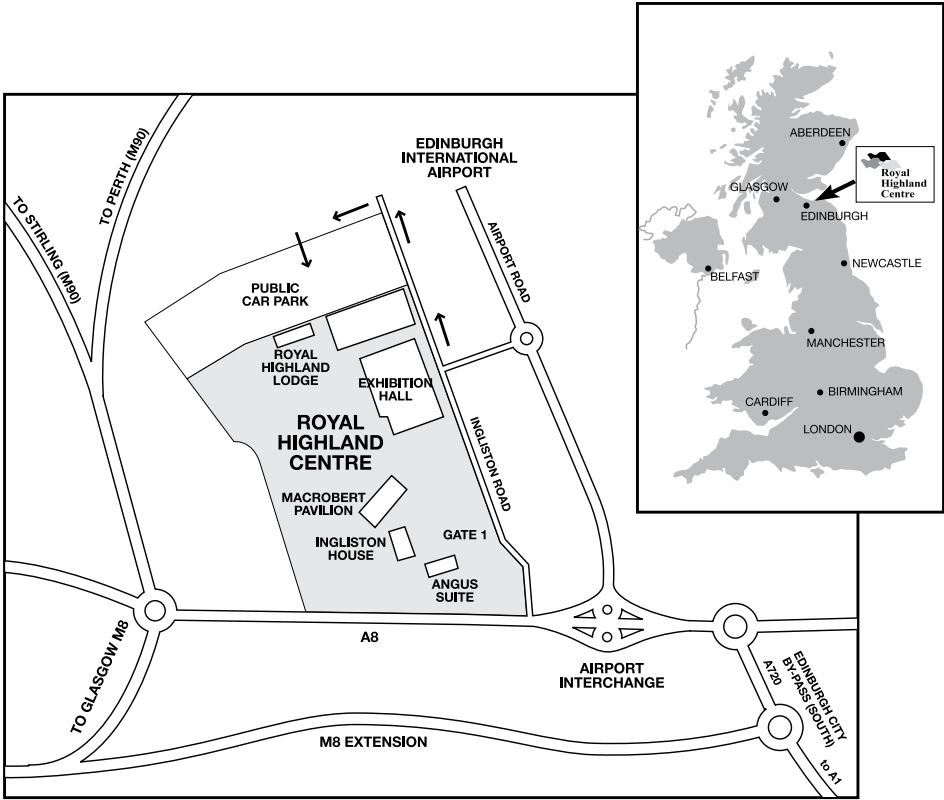 TO PERTH (M90)
TO STIRLING (M90)
EDINBURGH
INTERNATIONAL
AIRPORT
AIRPORT ROAD
PUBLIC
CAR PARK
ROYAL
HIGHLAND
LODGE
EXHIBITION
HALL
ROYAL
HIGHLAND
CENTRE
INGLISTON ROAD
MACROBERT
PAVILION
INGLISTON
HOUSE
GATE 1
ANGUS
SUITE
A8
TO GLASGOW M8
AIRPORT
INTERCHANGE
M8 EXTENSION
EDINBURGH CITY
BY-PASS (SOUTH)
A720
to A1
ABERDEEN
Royal
Highland
Centre
GLASGOW
EDINBURGH
NEWCASTLE
BELFAST
MANCHESTER
BIRMINGHAM
CARDIFF
LONDON